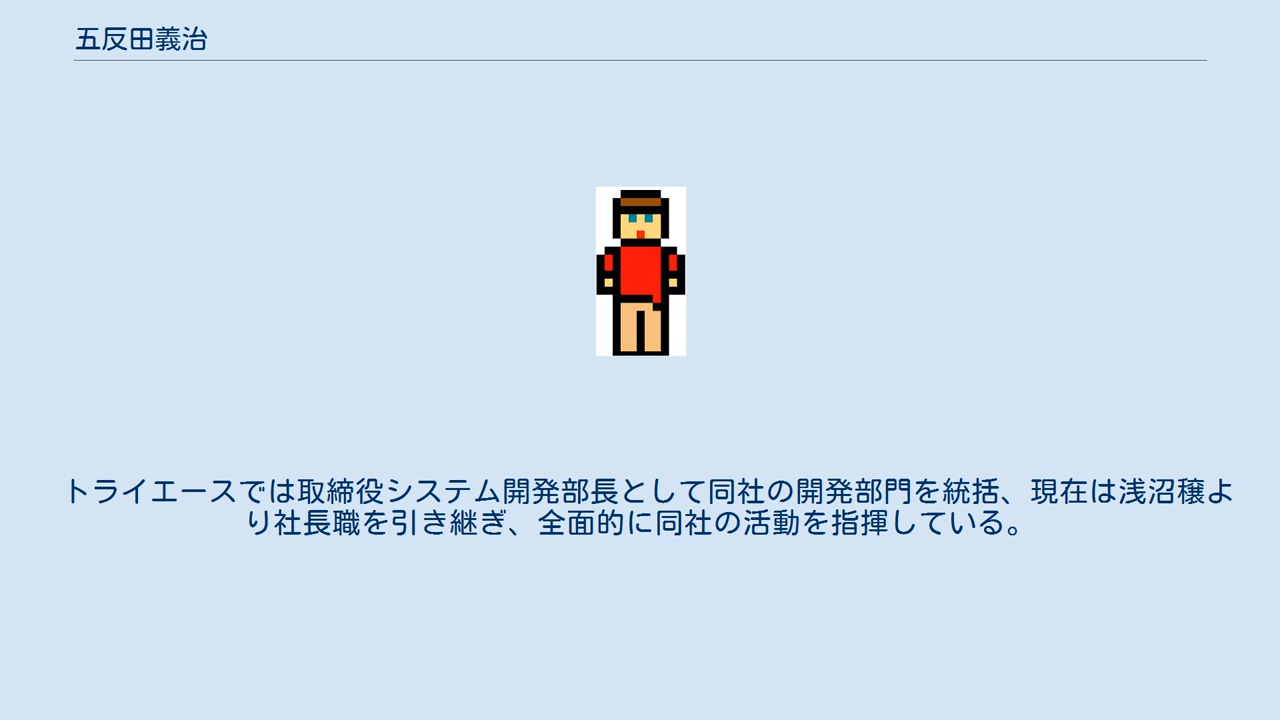 五反田義治
トライエースでは取締役システム開発部長として同社の開発部門を統括、現在は浅沼穣よ
り社長職を引き継ぎ、全面的に同社の活動を指揮している。